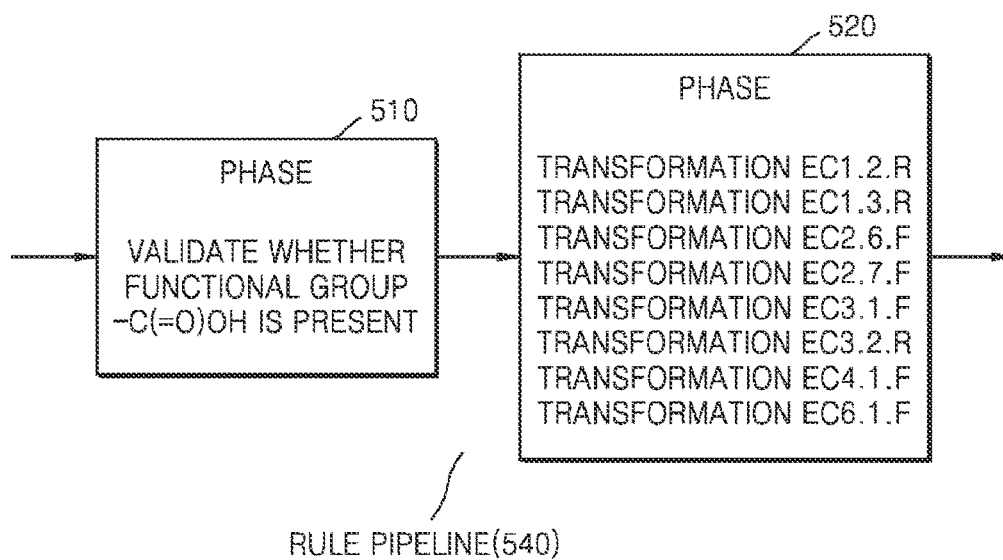 510
PHASE
VALIDATE WHETHER
FUNCTIONAL GROUP
-C(=O)OH IS PRESENT
520
PHASE
TRANSFORMATION EC1.2.R
TRANSFORMATION EC1.3.R
TRANSFORMATION EC2.6.F
TRANSFORMATION EC2.7.F
TRANSFORMATION EC3.1.F
TRANSFORMATION EC3.2.R
TRANSFORMATION EC4.1.F
TRANSFORMATION EC6.1.F
RULE PIPELINE(540)